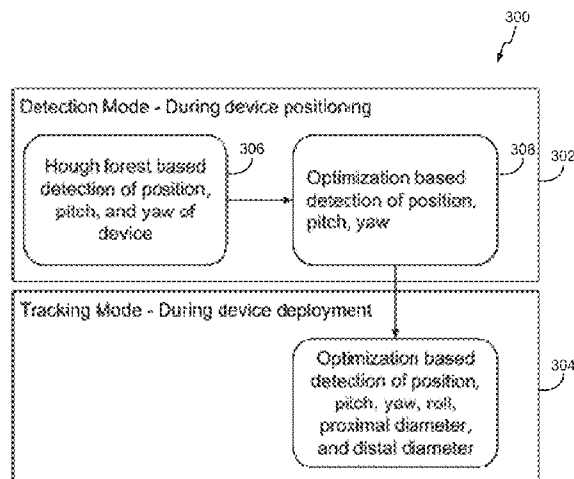 300
Detection Mode - During device positioning
Hough forest based
detection of position,
pitch, and yaw of
device
306
Optimization based
detection of position,
pitch, yaw
308
302
Tracking Mode - During device deployment
Optimization based
detection of position,
pitch, yaw, roll,
proximal diameter,
and distal diameter
304